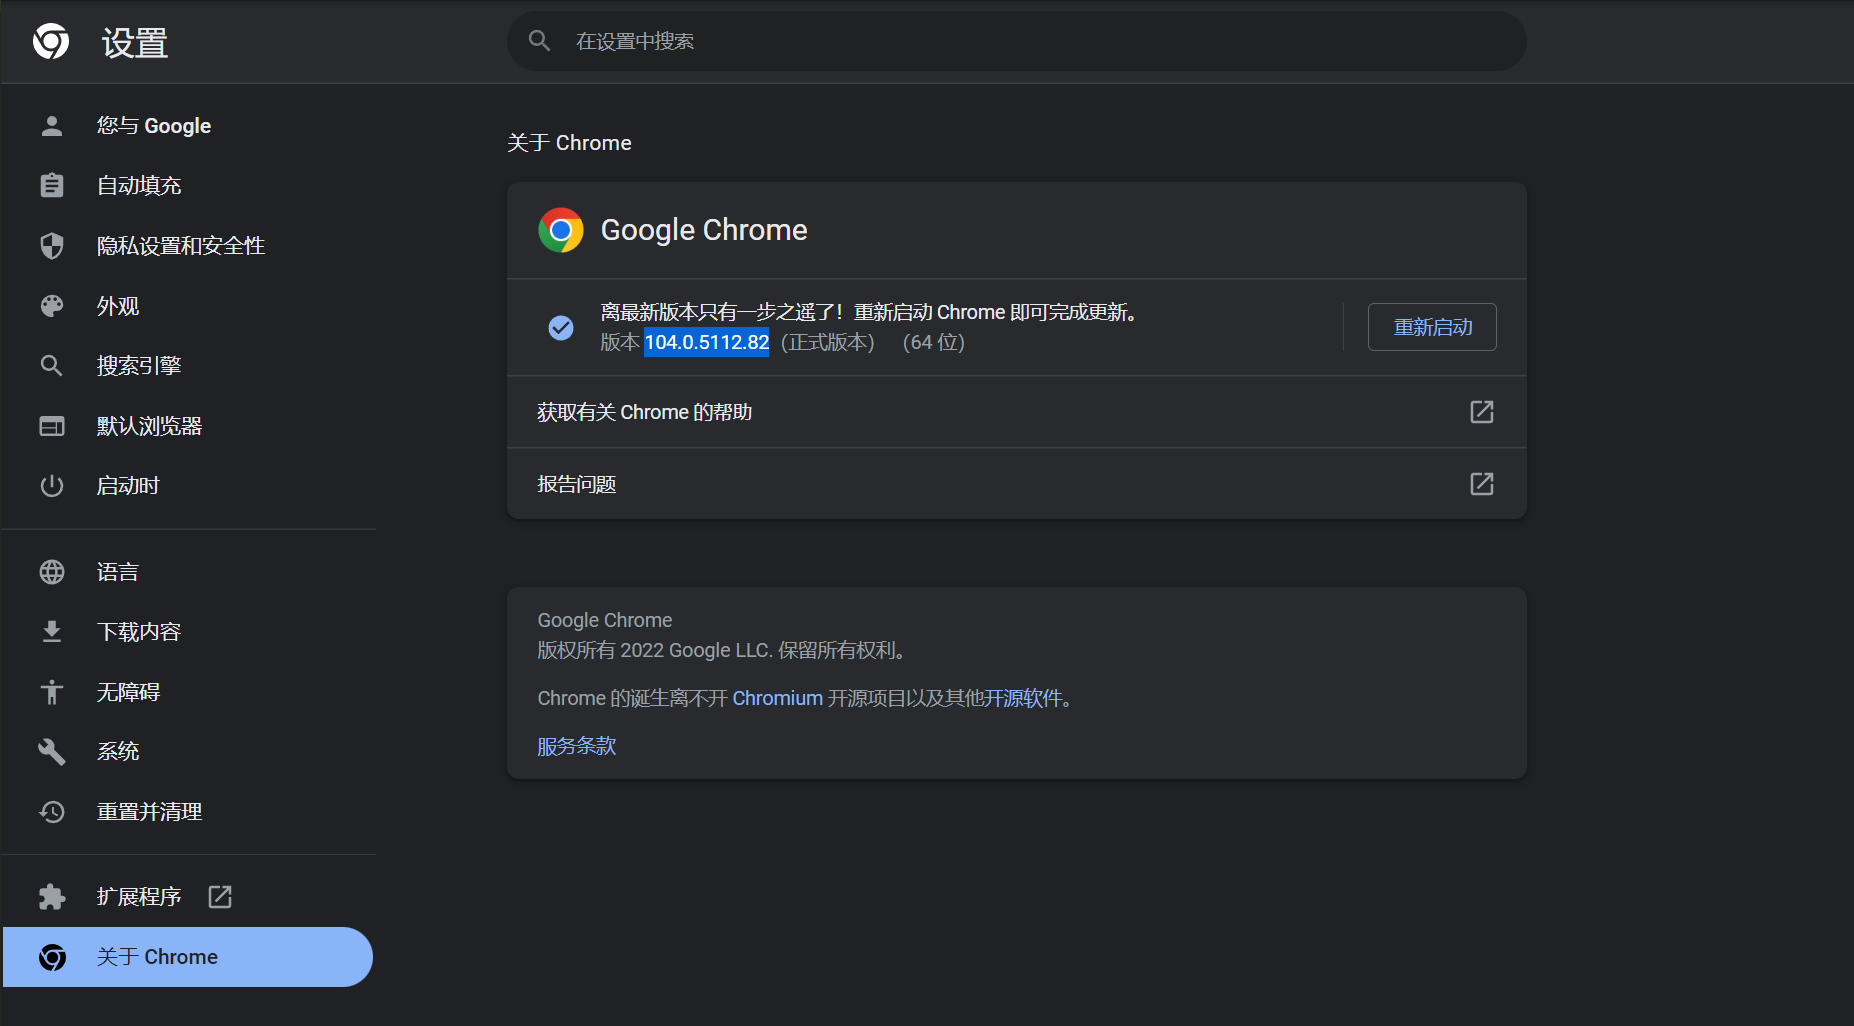 设置
在设置中搜索
您与 Google
自动填充
隐私设置和安全性
外观
搜索引擎
默认浏览器
启动时
语言
下载内容
无障碍
系统
重置并清理
扩展程序
关于 Chrome
关于 Chrome
Google Chrome
离最新版本只有一步之遥了！重新启动 Chrome 即可完成更新。
版本 104.0.5112.82（正式版本） （64 位）
重新启动
获取有关 Chrome 的帮助
报告问题
Google Chrome
版权所有 2022 Google LLC. 保留所有权利。
Chrome 的诞生离不开 Chromium 开源项目以及其他开源软件。
服务条款